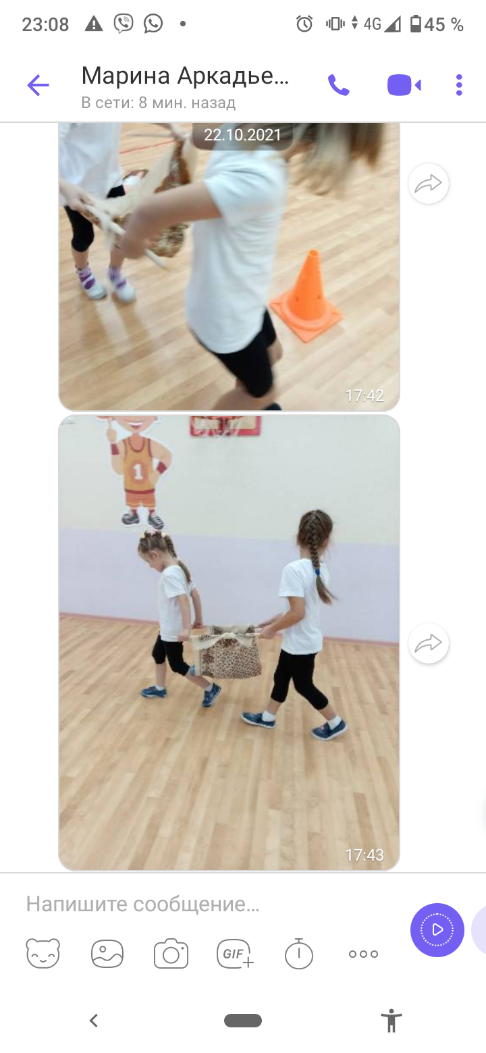 23:08
4G
45 %
Марина Аркадье...
В сети: 8 мин. назад
22.10.2021
17:42
1
17:43
Напишите сообщение...
GIF